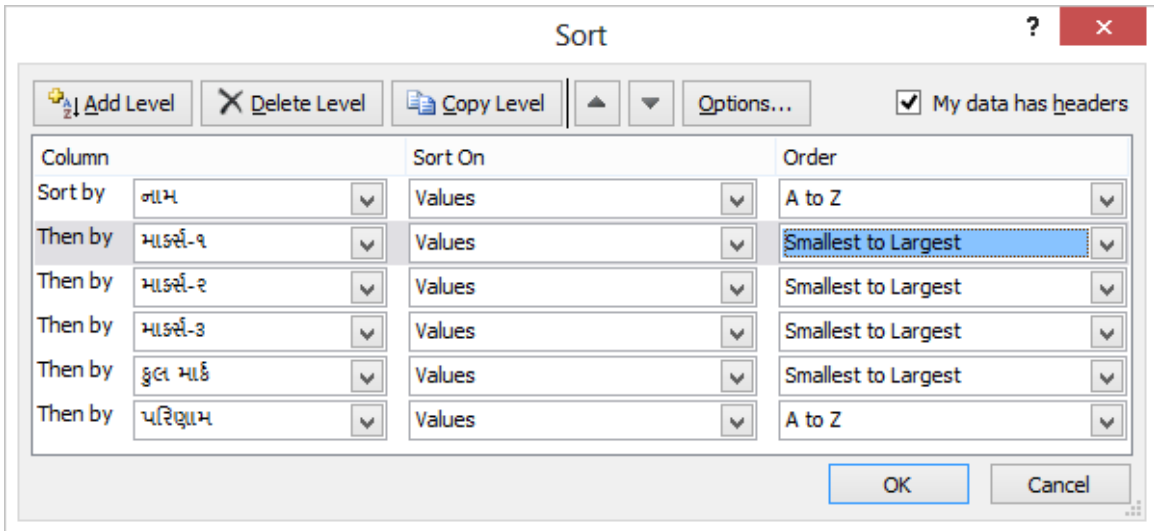 Sort
?
Add Level Delete Level Copy Level Options... My data has headers
Column Sort On Order
Sort by નામ Values A to Z
Then by માર્ક્સ-૧ Values Smallest to Largest
Then by માર્ક્સ-૨ Values Smallest to Largest
Then by માર્ક્સ-૩ Values Smallest to Largest
Then by કુલ માર્ક Values Smallest to Largest
Then by પરિણામ Values A to Z
OK Cancel